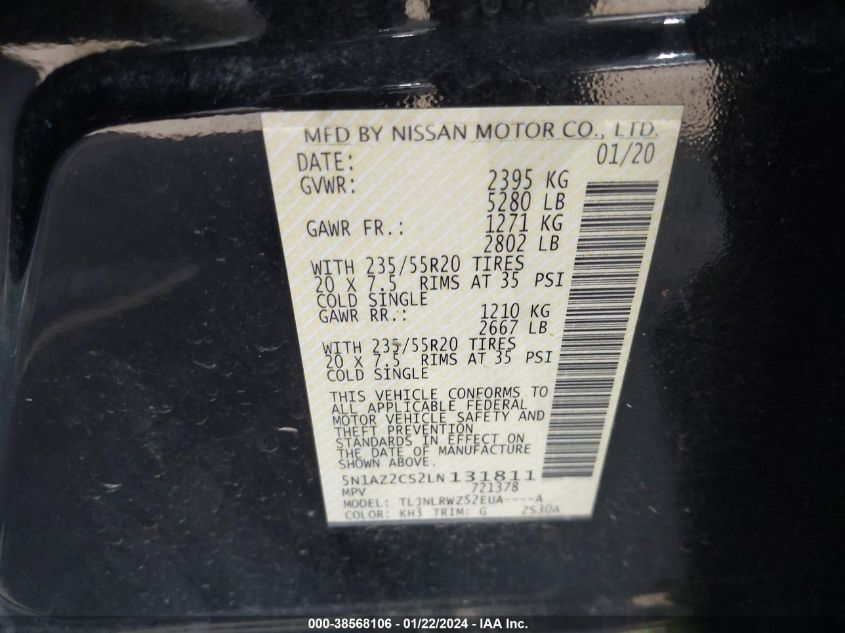 MFD BY NISSAN MOTOR CO., LTD.
DATE: 01/20
GVWR: 2395 KG
5280 LB
GAWR FR.: 1271 KG
2802 LB
WITH 235/55R20 TIRES
20 X 7.5 RIMS AT 35 PSI
COLD SINGLE
GAWR RR.: 1210 KG
2667 LB
WITH 235/55R20 TIRES
20 X 7.5 RIMS AT 35 PSI
COLD SINGLE
THIS VEHICLE CONFORMS TO
ALL APPLICABLE FEDERAL
MOTOR VEHICLE SAFETY AND
THEFT PREVENTION
STANDARDS IN EFFECT ON
THE DATE OF MANUFACTURE
SHOWN ABOVE.
5N1AZ2CS2LN131811
MPV 721378
MODEL: TLJNLRWZ52EUA----A
COLOR: KH3 TRIM: G ZS30A
000-38568106 - 01/22/2024 - IAA Inc.